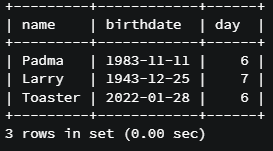 +---------+------------+------+
| name    | birthdate  | day  |
+---------+------------+------+
| Padma   | 1983-11-11 |    6 |
| Larry   | 1943-12-25 |    7 |
| Toaster | 2022-01-28 |    6 |
+---------+------------+------+
3 rows in set (0.00 sec)